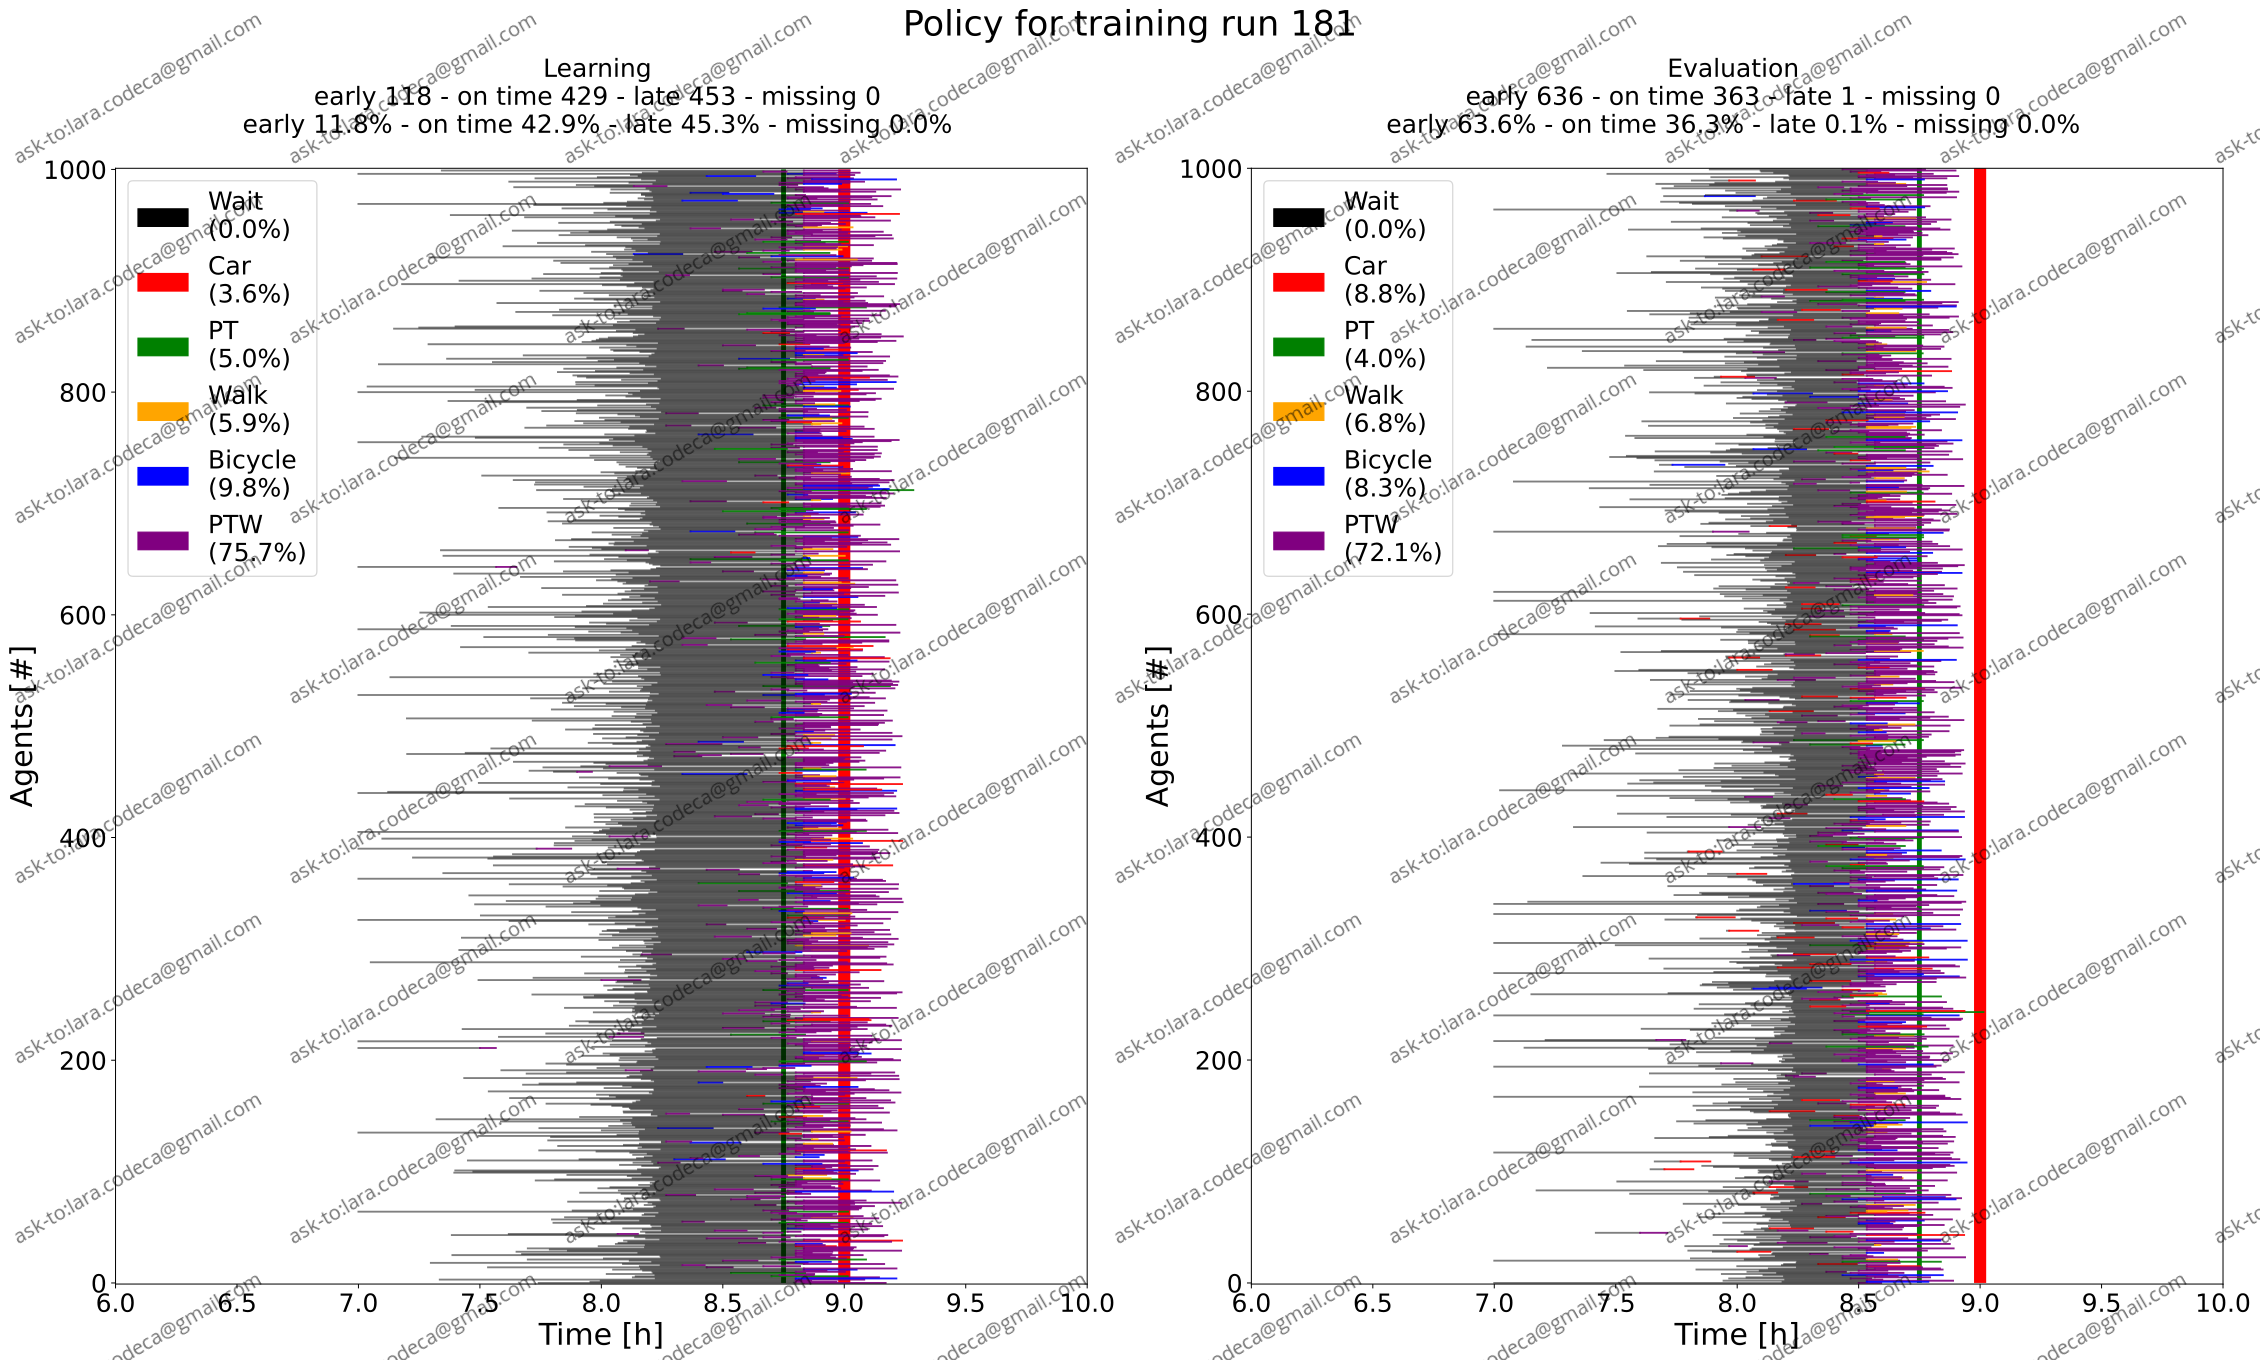 Policy for training run 181
Learning
early 118 - on time 429 - late 453 - missing 0
early 11.8% - on time 42.9% - late 45.3% - missing 0.0%
Evaluation
early 636 - on time 363 - late 1 - missing 0
early 63.6% - on time 36.3% - late 0.1% - missing 0.0%
1000
800
600
400
200
0
Agents [#]
Wait
(0.0%)
Car
(3.6%)
PT
(5.0%)
Walk
(5.9%)
Bicycle
(9.8%)
PTW
(75.7%)
6.0 6.5 7.0 7.5 8.0 8.5 9.0 9.5 10.0
Time [h]
1000
800
600
400
200
0
Agents [#]
Wait
(0.0%)
Car
(8.8%)
PT
(4.0%)
Walk
(6.8%)
Bicycle
(8.3%)
PTW
(72.1%)
6.0 6.5 7.0 7.5 8.0 8.5 9.0 9.5 10.0
Time [h]
ask-to:lara.codeca@gmail.com